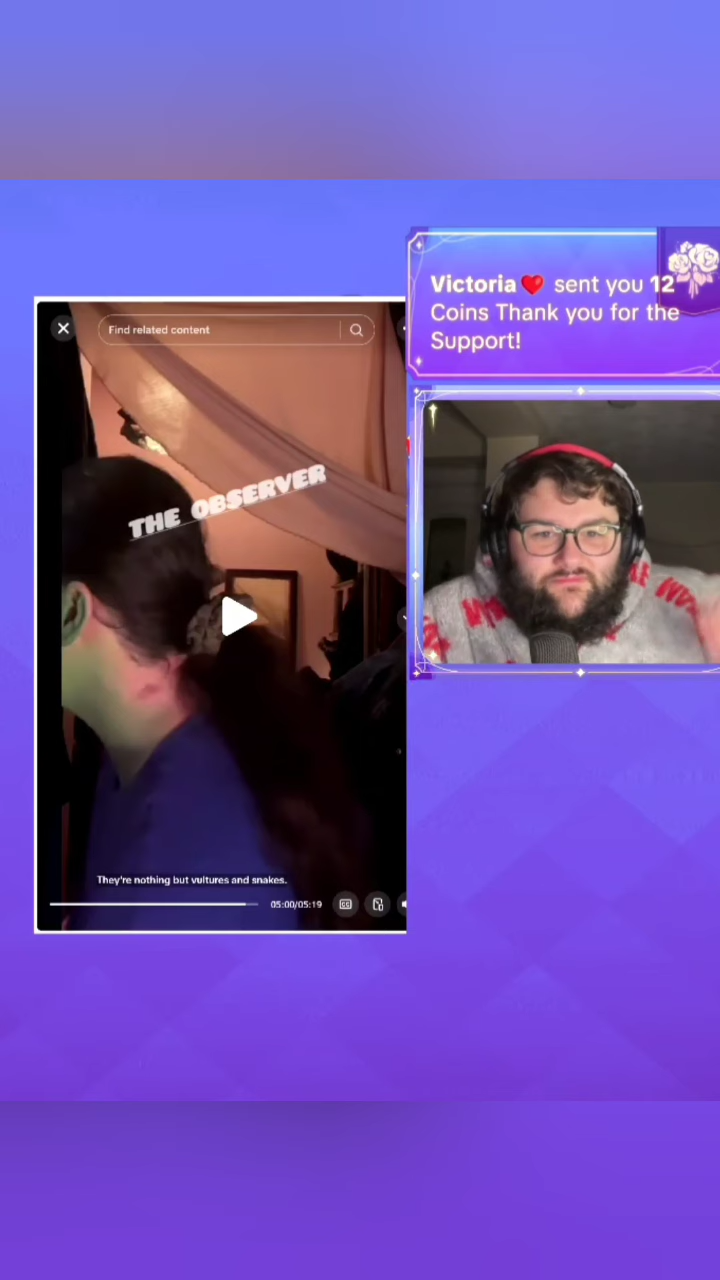 Victoria❤️ sent you 12
Coins Thank you for the
Support!
Find related content
THE OBSERVER
They're nothing but vultures and snakes.
05:00/05:19
CC